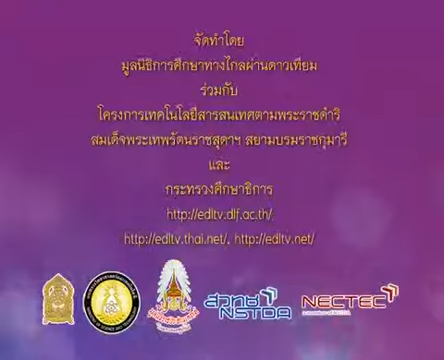 จัดทำโดย
มูลนิธิการศึกษาทางไกลผ่านดาวเทียม
ร่วมกับ
โครงการเทคโนโลยีสารสนเทศตามพระราชดำริ
สมเด็จพระเทพรัตนราชสุดาฯ สยามบรมราชกุมารี
และ
กระทรวงศึกษาธิการ
http://edltv.dlf.ac.th/
http://edltv.thai.net/, http://edltv.net/
สวทช NECTEC
NSTDA